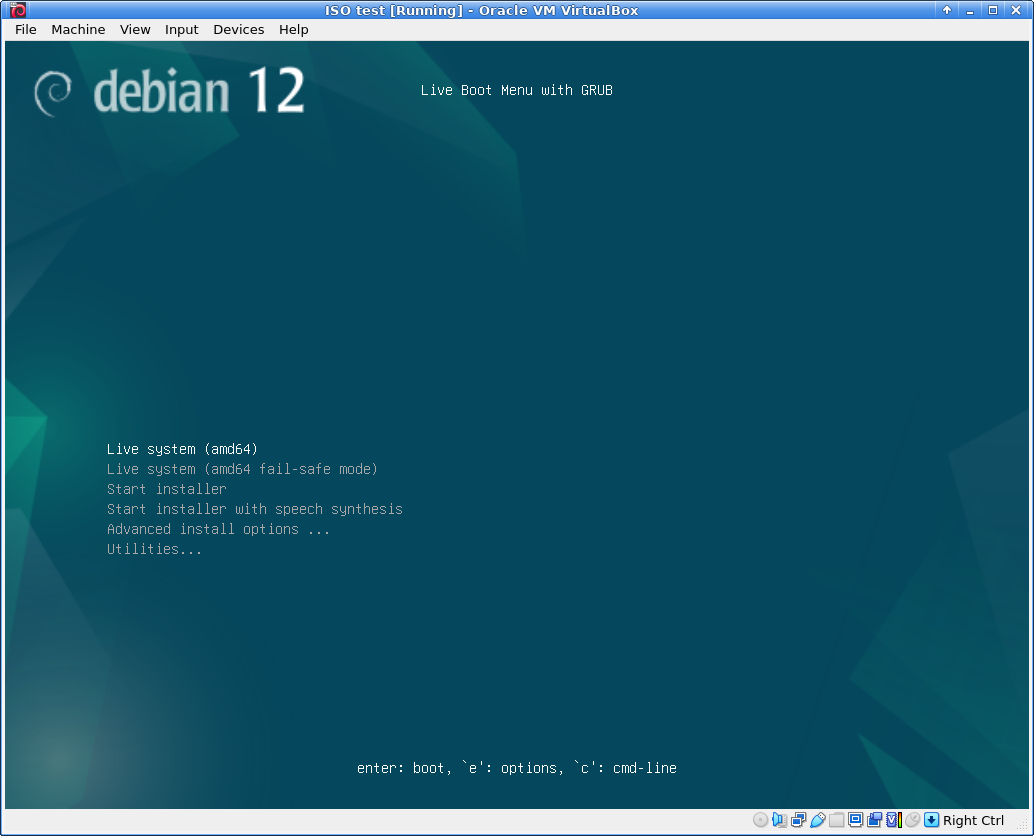 ISO test [Running] - Oracle VM VirtualBox
File Machine View Input Devices Help
debian 12
Live Boot Menu with GRUB
Live system (amd64)
Live system (amd64 fail-safe mode)
Start installer
Start installer with speech synthesis
Advanced install options ...
Utilities...
enter: boot, `e': options, `c': cmd-line
Right Ctrl